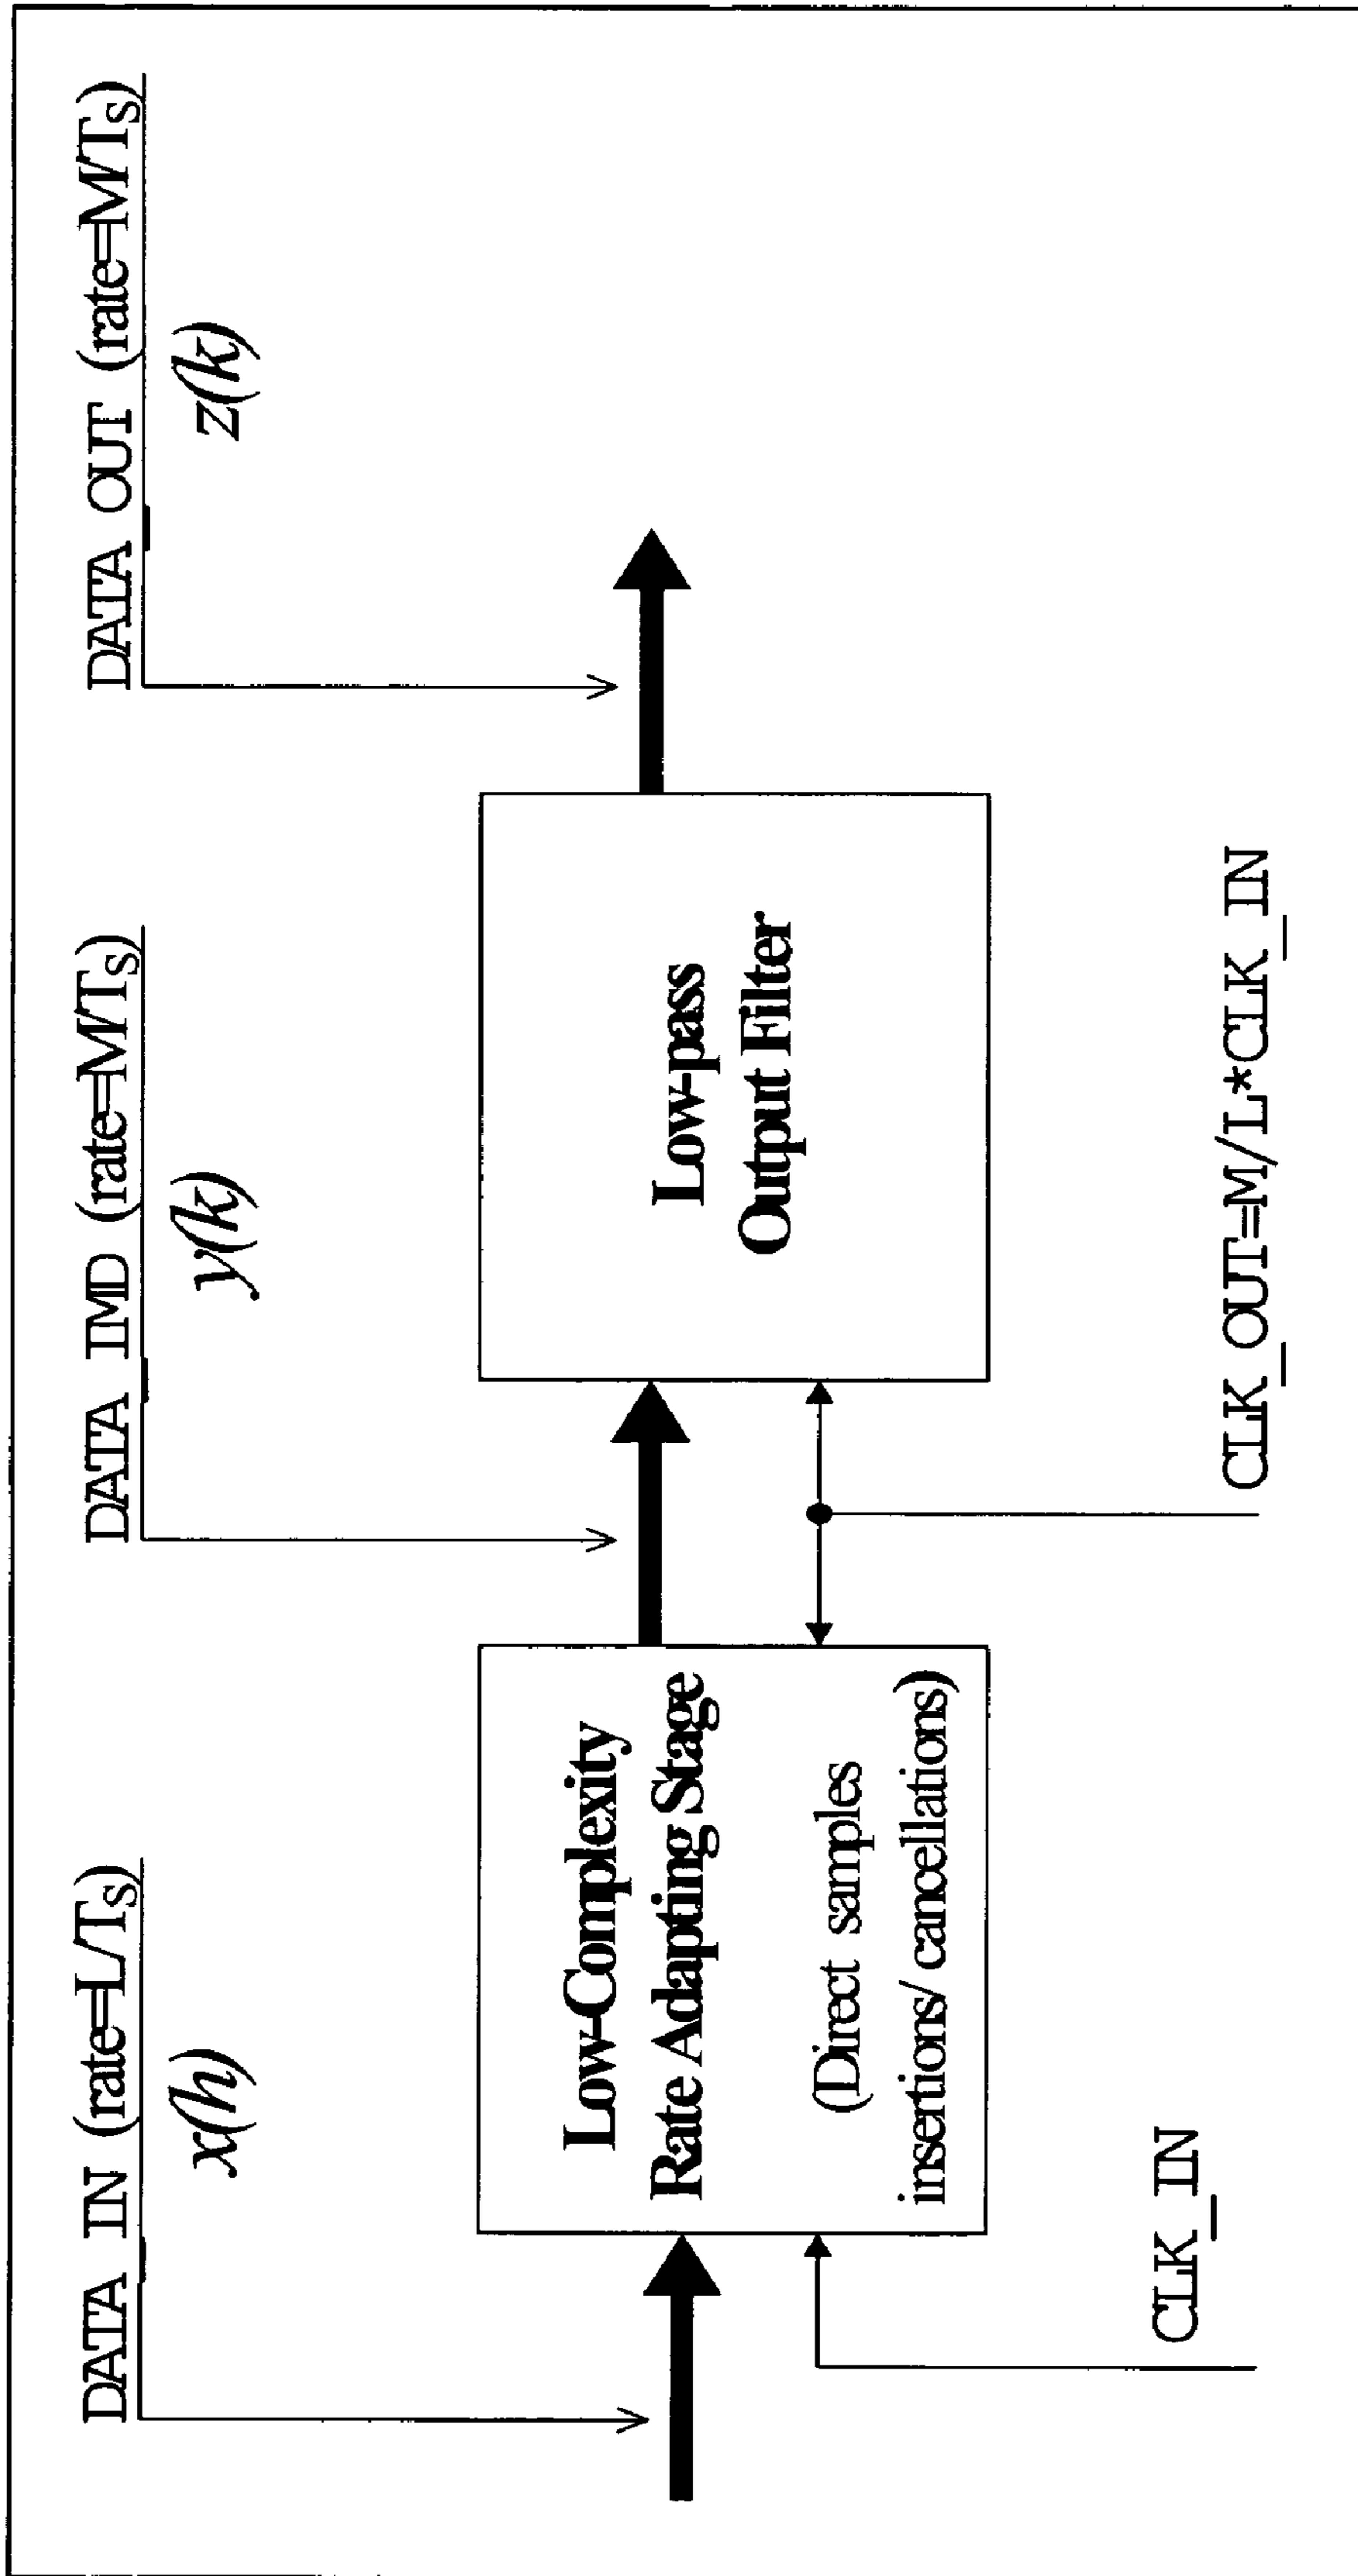 DATA_IN (rate=L/TS)
x(h)
DATA_IMD (rate=M/TS)
y(k)
DATA_OUT (rate=M/TS)
z(k)
Low-Complexity
Rate Adapting Stage
(Direct samples
insertions/ cancellations)
Low-pass
Output Filter
CLK_IN
CLK_OUT=M/L*CLK_IN